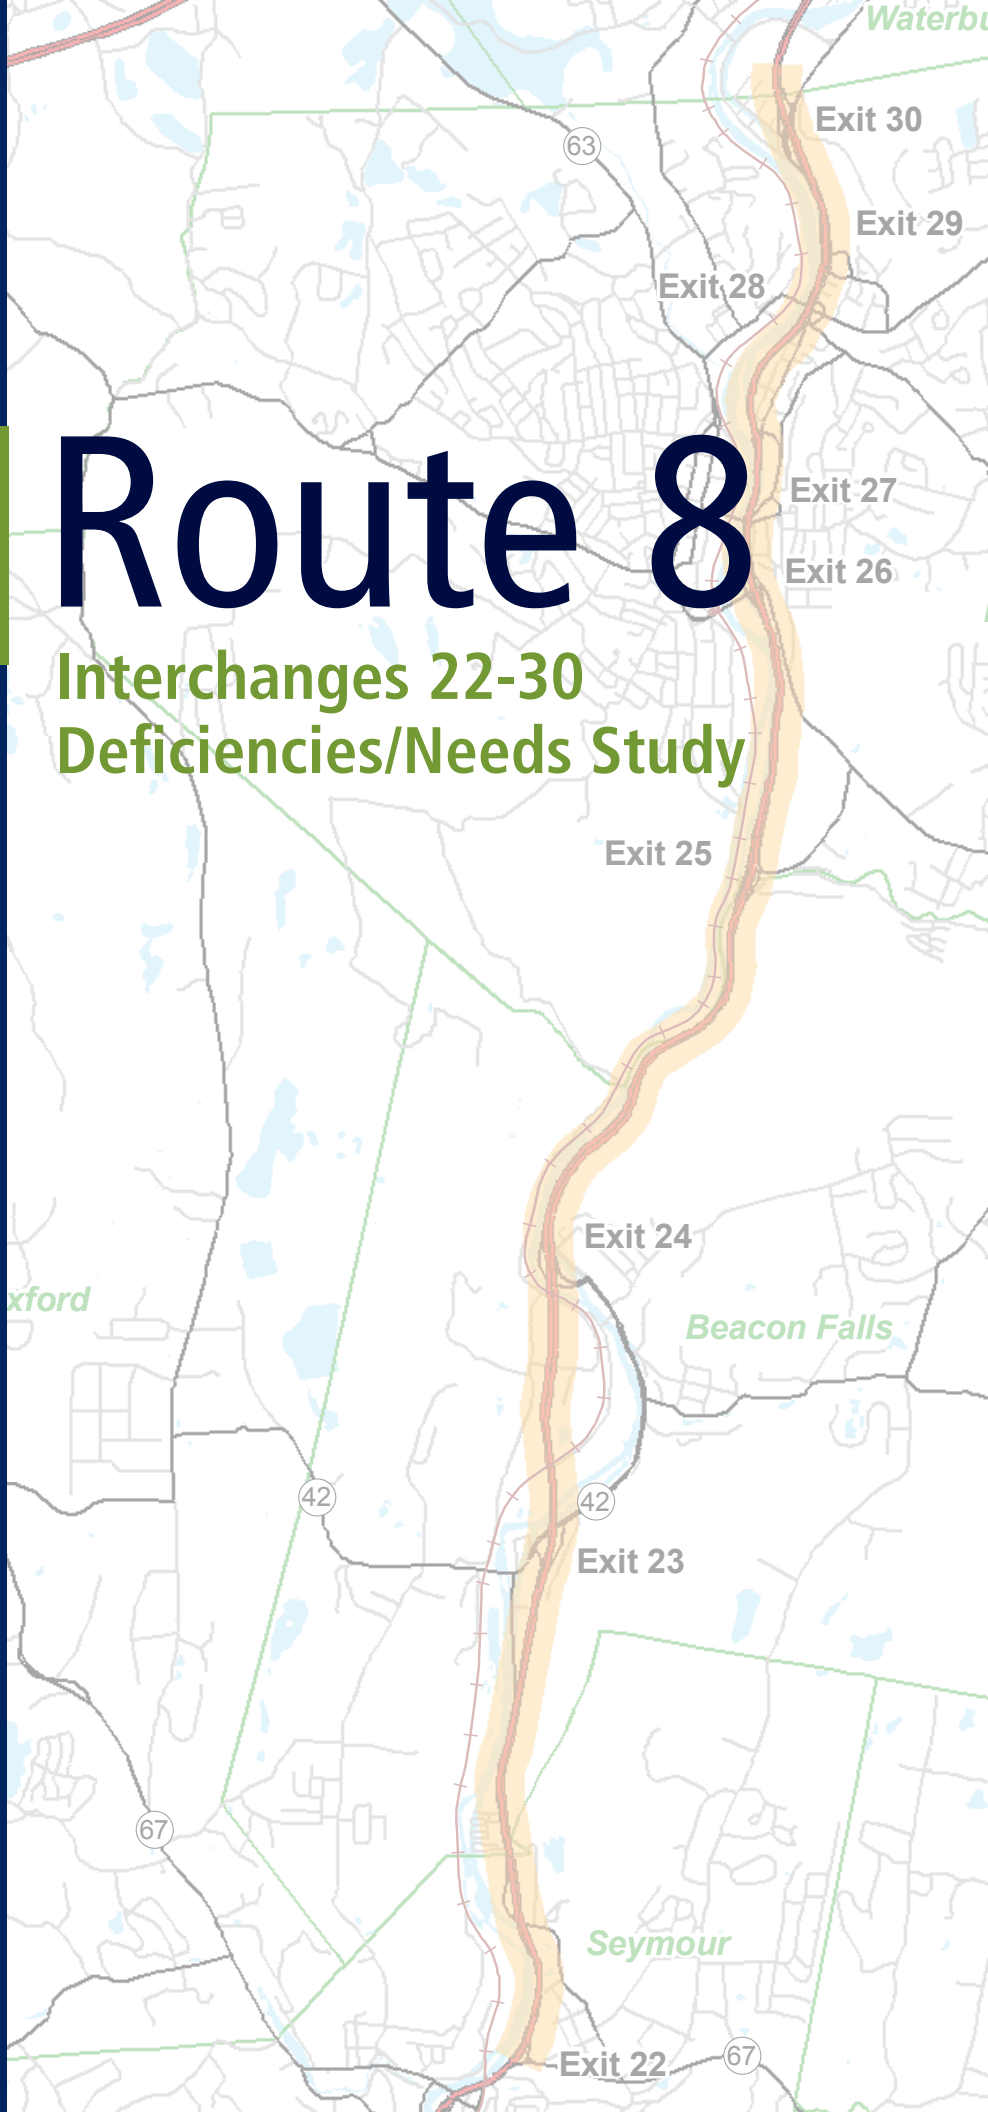 Waterbu
Exit 30
63
Exit 29
Exit 28
Route 8
Exit 27
Exit 26
Interchanges 22-30
Deficiencies/Needs Study
Exit 25
Exit 24
xford
Beacon Falls
42
42
Exit 23
67
Seymour
Exit 22
67